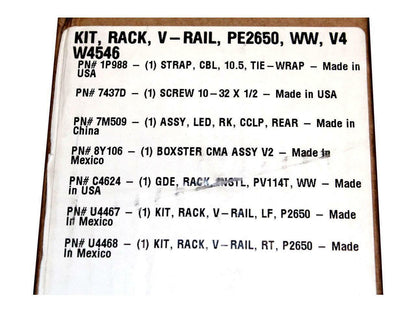 KIT, RACK, V-RAIL, PE2650, WW, V4
W4546
PN# 1P988 - (1) STRAP, CBL, 10.5, TIE-WRAP - Made in
USA
PN# 7437D - (1) SCREW 10-32 X 1/2 - Made in USA
PN# 7M509 - (1) ASSY, LED, RK, CCLP, REAR - Made in
China
PN# 8Y106 - (1) BOXSTER CMA ASSY V2 - Made in
Mexico
PN# C4624 - (1) GDE, RACK, INSTL, PV114T, WW - Made
in USA
PN# U4467 - (1) KIT, RACK, V-RAIL, LF, P2650 - Made
in Mexico
PN# U4468 - (1) KIT, RACK, V-RAIL, RT, P2650 - Made
in Mexico